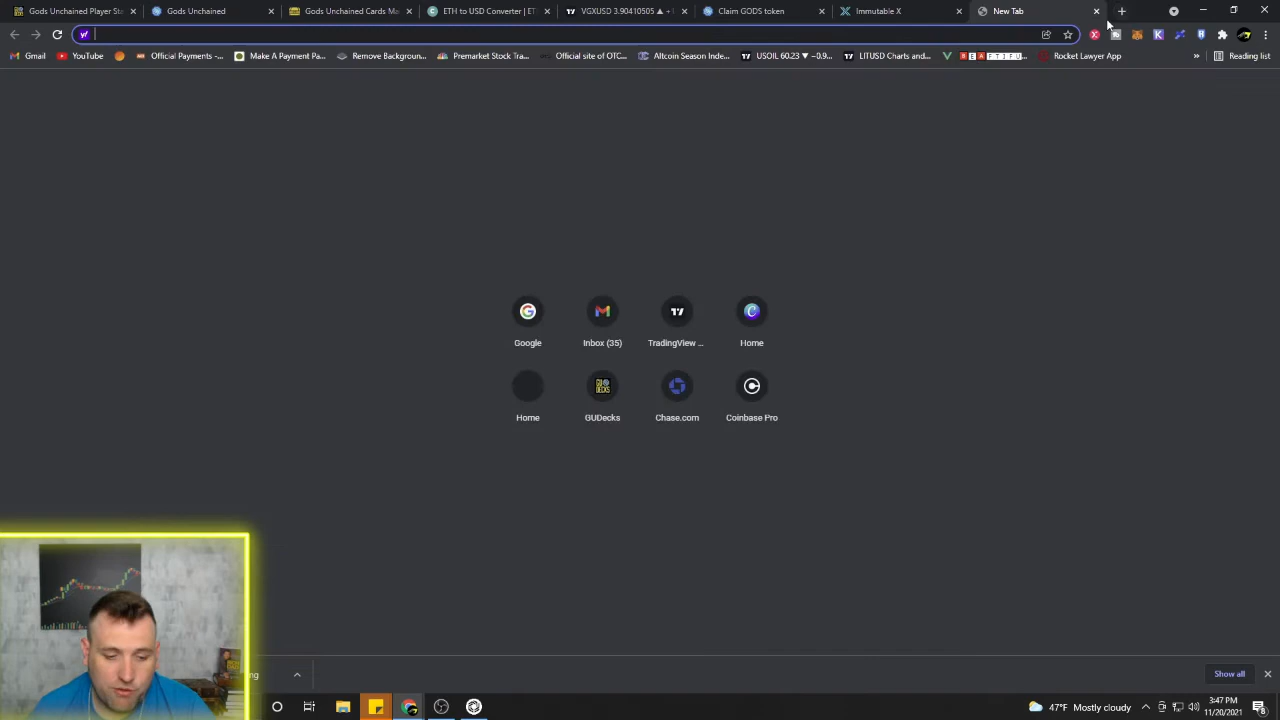 Gods Unchained Player St
Gods Unchained
Gods Unchained Cards Ma
ETH to USD Converter | ET
VGXUSD 3.90410505 ▲ +
Claim GODS token
Immutable X
New Tab
Gmail
YouTube
Official Payments -...
Make A Payment Pa...
Remove Background...
Premarket Stock Tra...
Official site of OTC...
Altcoin Season Inde...
USOIL 60.23 ▼ −0.9...
LITUSD Charts and...
Rocket Lawyer App
»
Reading list
Google
Inbox (35)
TradingView ...
Home
Home
GUDecks
Chase.com
Coinbase Pro
ng
Show all
47°F Mostly cloudy
3:47 PM
11/20/2021